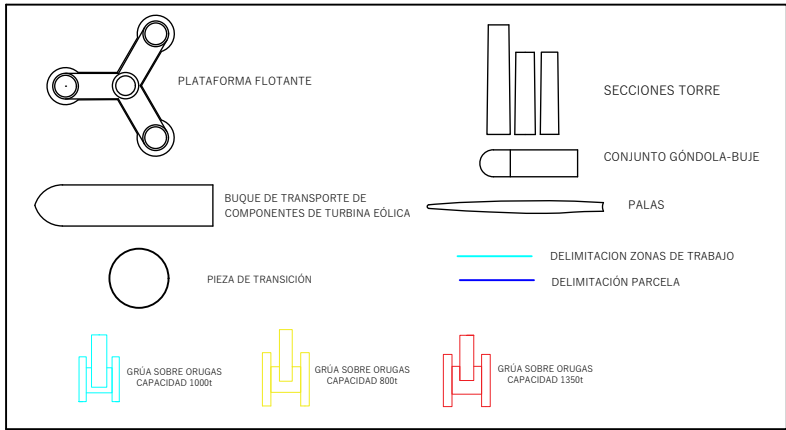 PLATAFORMA FLOTANTE
SECCIONES TORRE
CONJUNTO GÓNDOLA-BUJE
BUQUE DE TRANSPORTE DE
COMPONENTES DE TURBINA EÓLICA
PALAS
PIEZA DE TRANSICIÓN
DELIMITACION ZONAS DE TRABAJO
DELIMITACIÓN PARCELA
GRÚA SOBRE ORUGAS
CAPACIDAD 1000t
GRÚA SOBRE ORUGAS
CAPACIDAD 800t
GRÚA SOBRE ORUGAS
CAPACIDAD 1350t